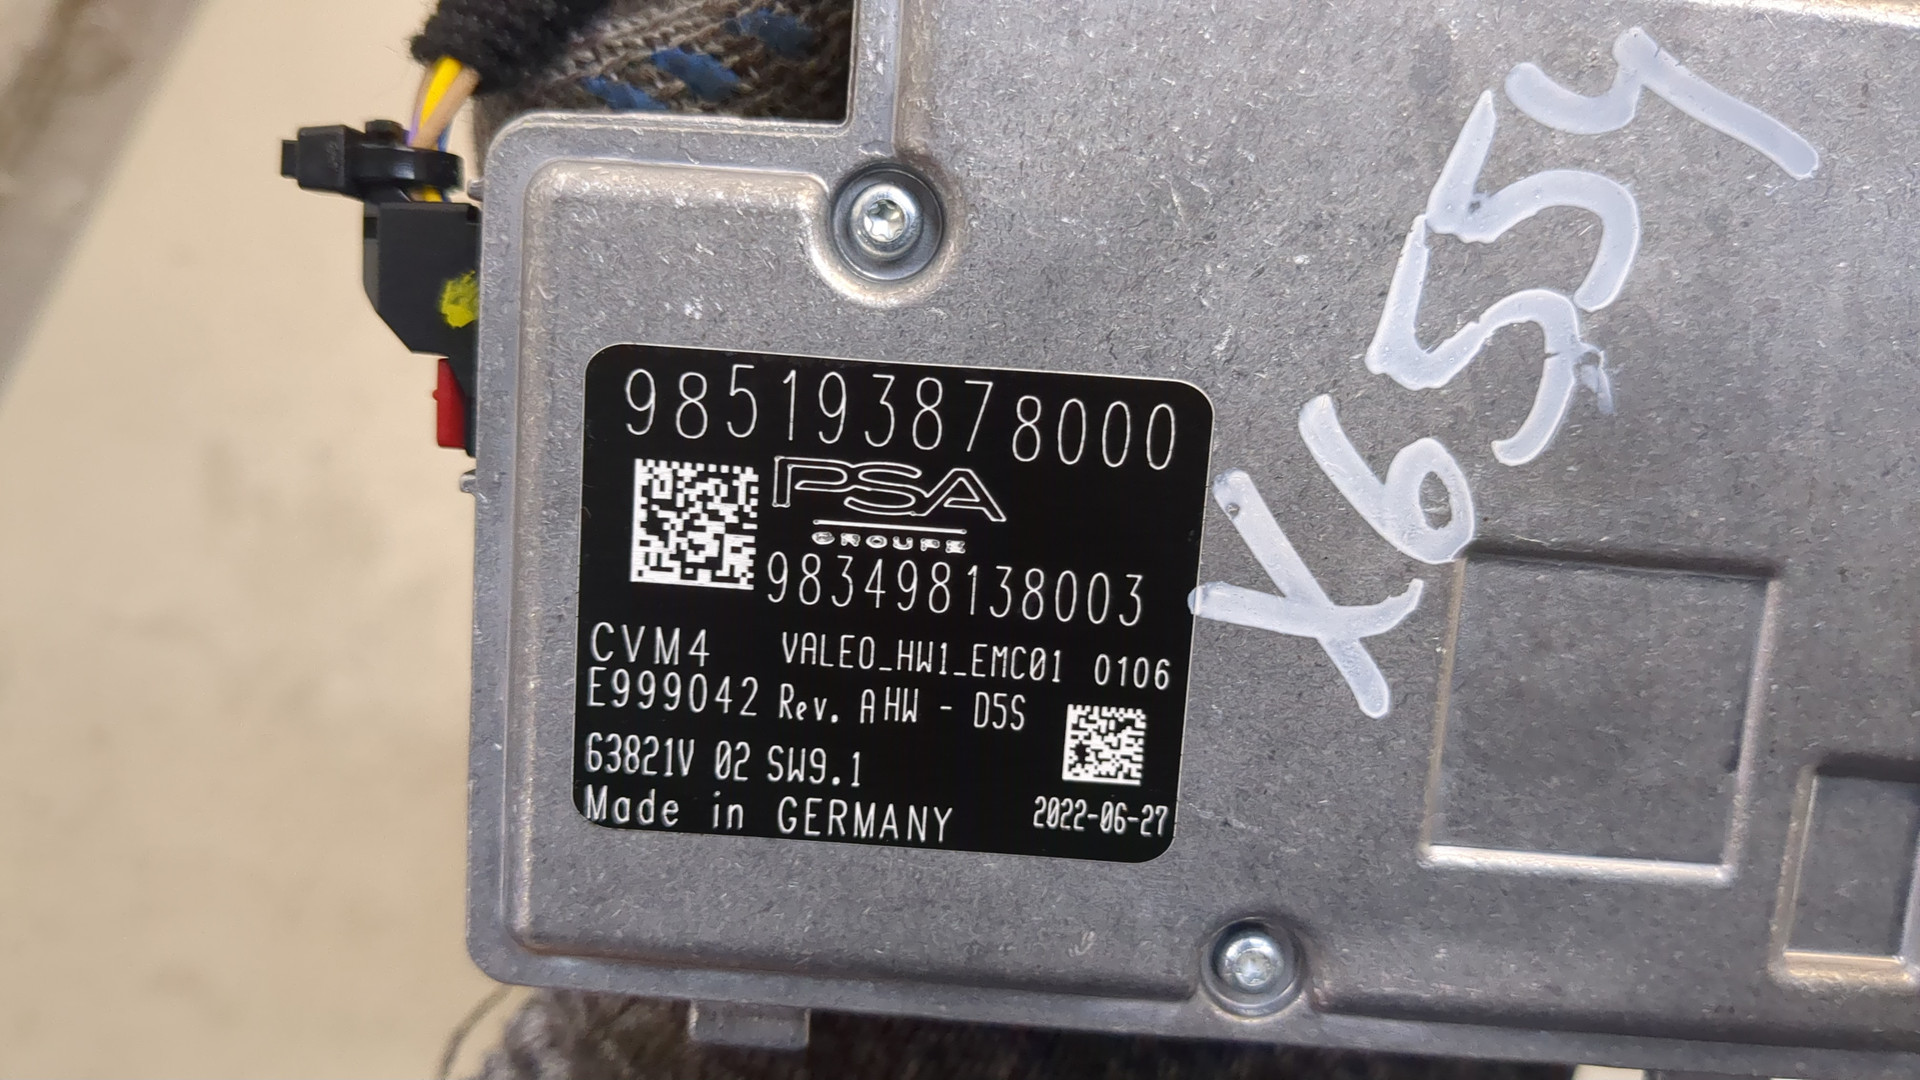 985193878000
PSA
GROUPE
983498138003
CVM4 VALEO_HW1_EMC01 0106
E999042 Rev. A HW - D5S
63821V 02 SW9.1
Made in GERMANY 2022-06-27
X6554